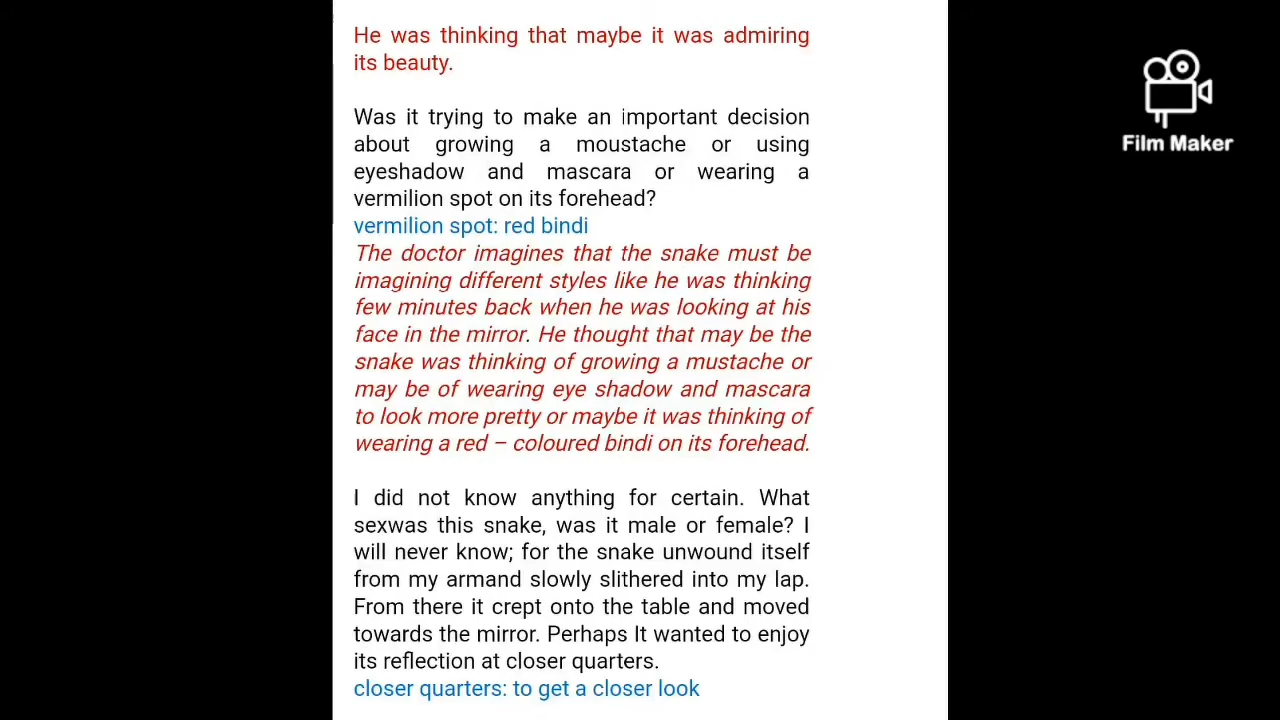 He was thinking that maybe it was admiring
its beauty.
Was it trying to make an important decision
about growing a moustache or using
eyeshadow and mascara or wearing a
vermilion spot on its forehead?
vermilion spot: red bindi
The doctor imagines that the snake must be
imagining different styles like he was thinking
few minutes back when he was looking at his
face in the mirror. He thought that may be the
snake was thinking of growing a mustache or
may be of wearing eye shadow and mascara
to look more pretty or maybe it was thinking of
wearing a red – coloured bindi on its forehead.
I did not know anything for certain. What
sexwas this snake, was it male or female? I
will never know; for the snake unwound itself
from my armand slowly slithered into my lap.
From there it crept onto the table and moved
towards the mirror. Perhaps It wanted to enjoy
its reflection at closer quarters.
closer quarters: to get a closer look
Film Maker